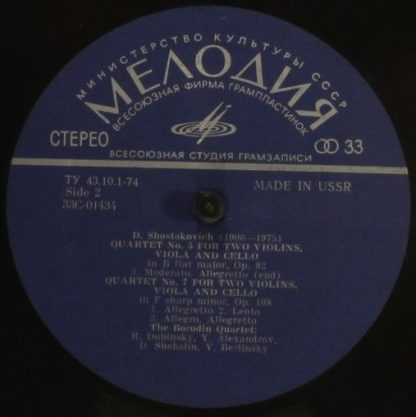 МИНИСТЕРСТВО КУЛЬТУРЫ СССР
МЕЛОДИЯ
ВСЕСОЮЗНАЯ ФИРМА ГРАМПЛАСТИНОК
СТЕРЕО
33
ВСЕСОЮЗНАЯ СТУДИЯ ГРАМЗАПИСИ
ТУ 43.10.1-74
MADE IN USSR
Side 2
33С-01434
D. Shostakovich (1906—1975)
QUARTET No. 5 FOR TWO VIOLINS,
VIOLA AND CELLO
in B flat major, Op. 92
3. Moderato, Allegretto (end)
QUARTET No. 7 FOR TWO VIOLINS,
VIOLA AND CELLO
in F sharp minor, Op. 108
1. Allegretto 2. Lento
3. Allegro. Allegretto
The Borodin Quartet:
R. Dubinsky, Y. Alexandrov,
D. Shebalin, V. Berlinsky